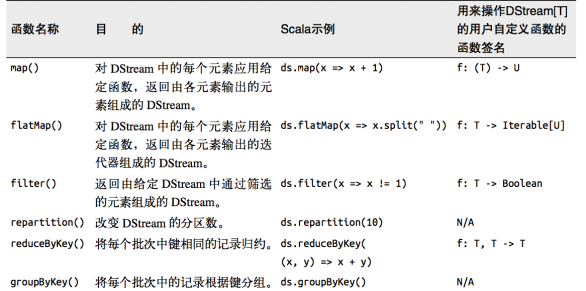 函数名称 目 的 Scala示例 用来操作DStream[T]
的用户自定义函数的
函数签名
map() 对 DStream 中的每个元素应用给 ds.map(x => x + 1) f: (T) -> U
定函数，返回由各元素输出的元
素组成的 DStream。
flatMap() 对 DStream 中的每个元素应用给 ds.flatMap(x => x.split(" ")) f: T -> Iterable[U]
定函数，返回由各元素输出的迭
代器组成的 DStream。
filter() 返回由给定 DStream 中通过筛选 ds.filter(x => x != 1) f: T -> Boolean
的元素组成的 DStream。
repartition() 改变 DStream 的分区数。 ds.repartition(10) N/A
reduceByKey() 将每个批次中键相同的记录归约。 ds.reduceByKey( f: T, T -> T
(x, y) => x + y)
groupByKey() 将每个批次中的记录根据键分组。 ds.groupByKey() N/A